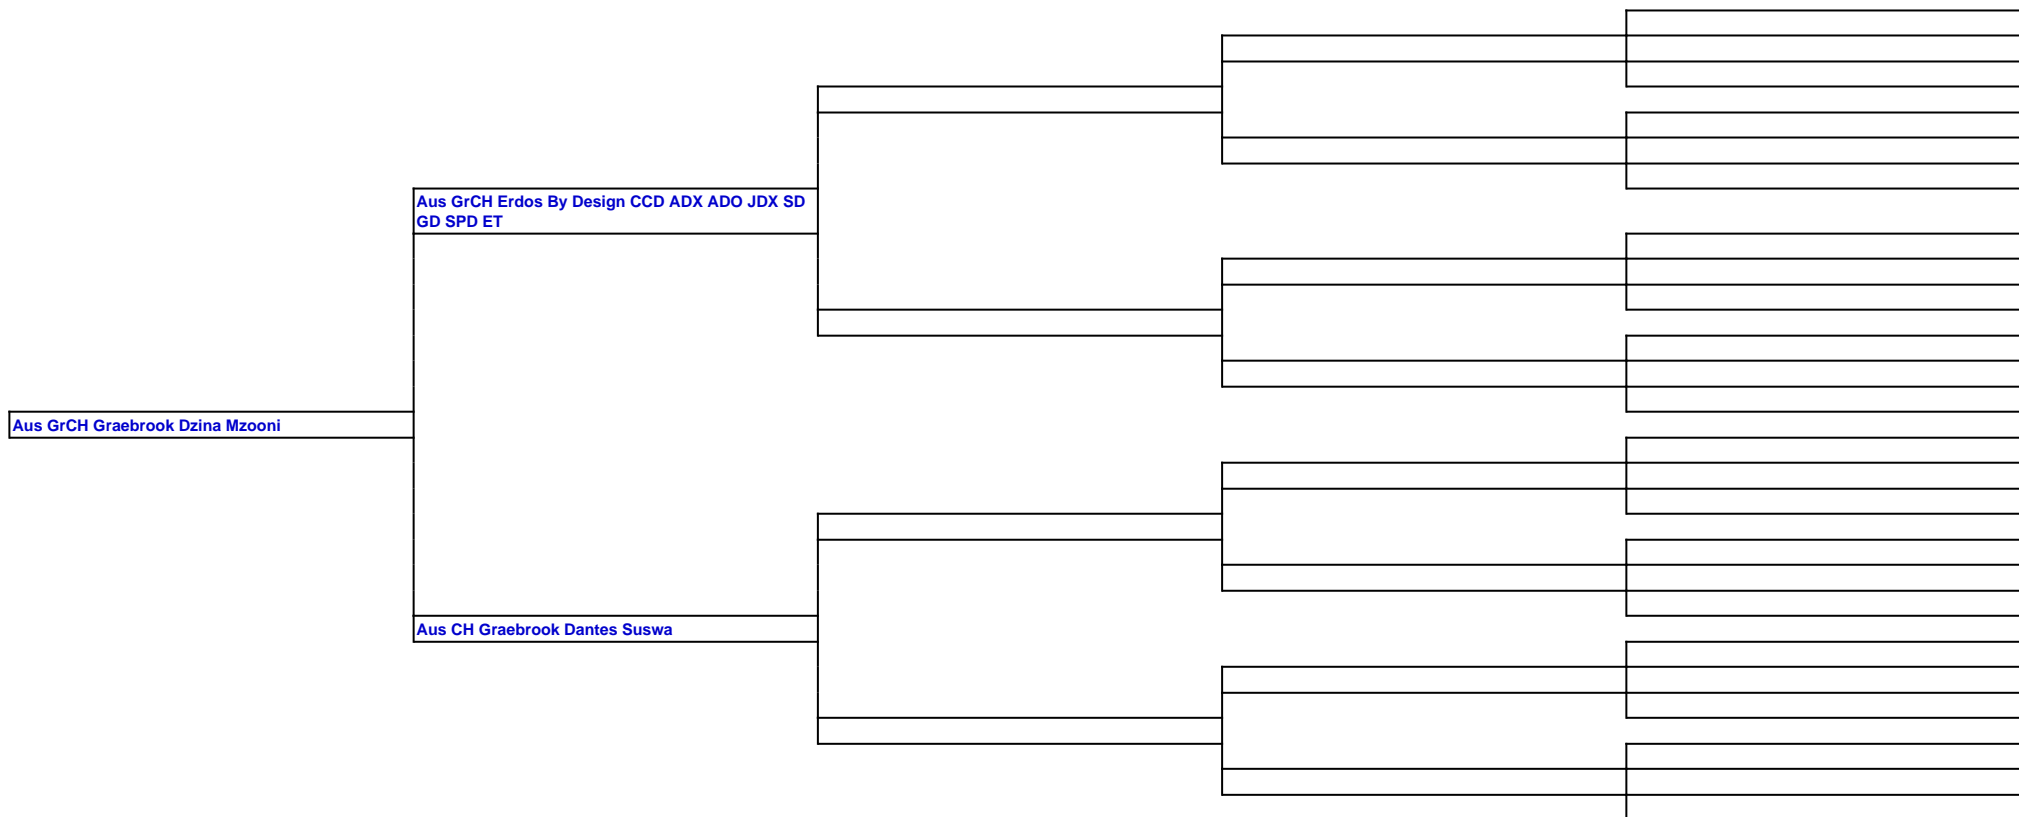 Aus GrCH Erdos By Design CCD ADX ADO JDX SD
GD SPD ET
Aus GrCH Graebrook Dzina Mzooni
Aus CH Graebrook Dantes Suswa